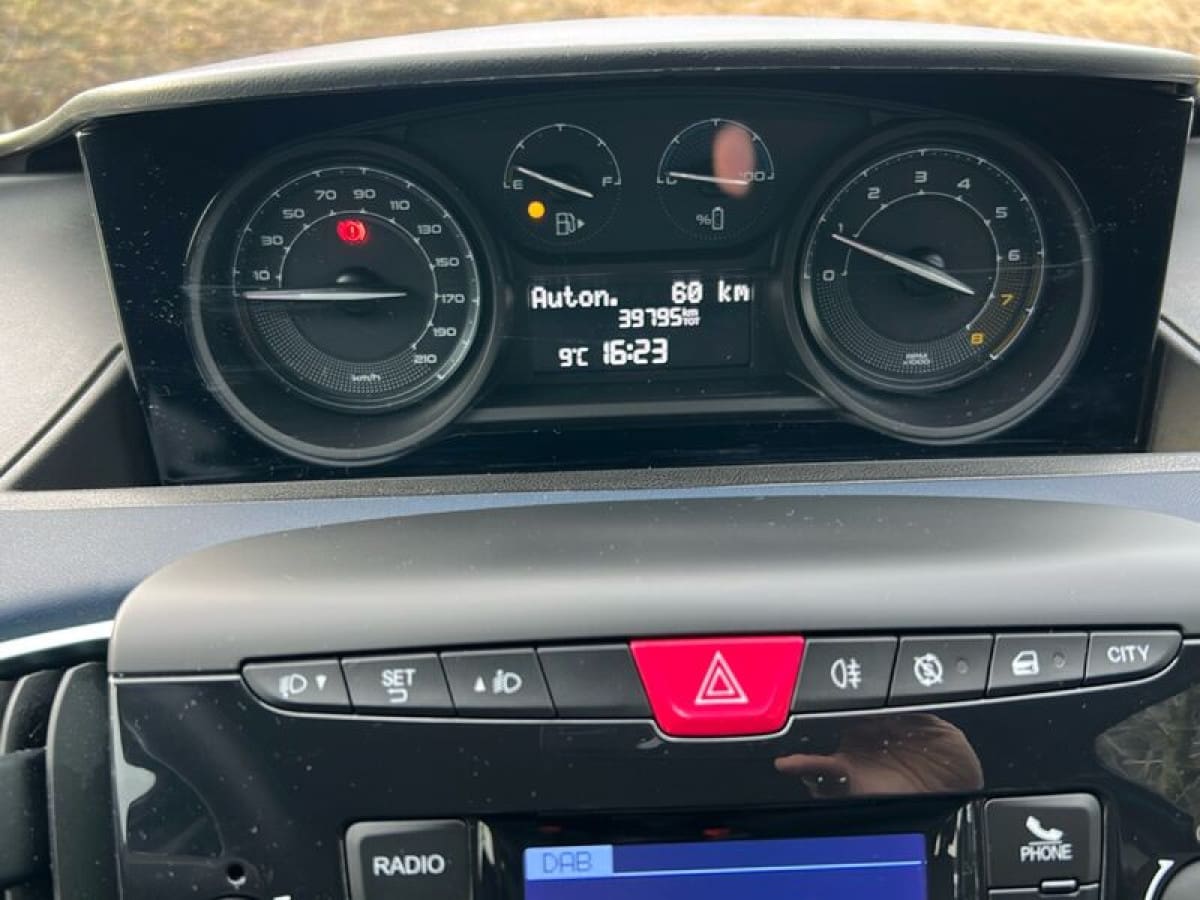 10 30 50 70 90 110 130 150 170 190 210
km/h
E F
C 100
%
0 1 2 3 4 5 6 7 8
RPM
x1000
Auton. 60 km
39795 km TOT
9°C 16:23
SET
CITY
RADIO
DAB
PHONE